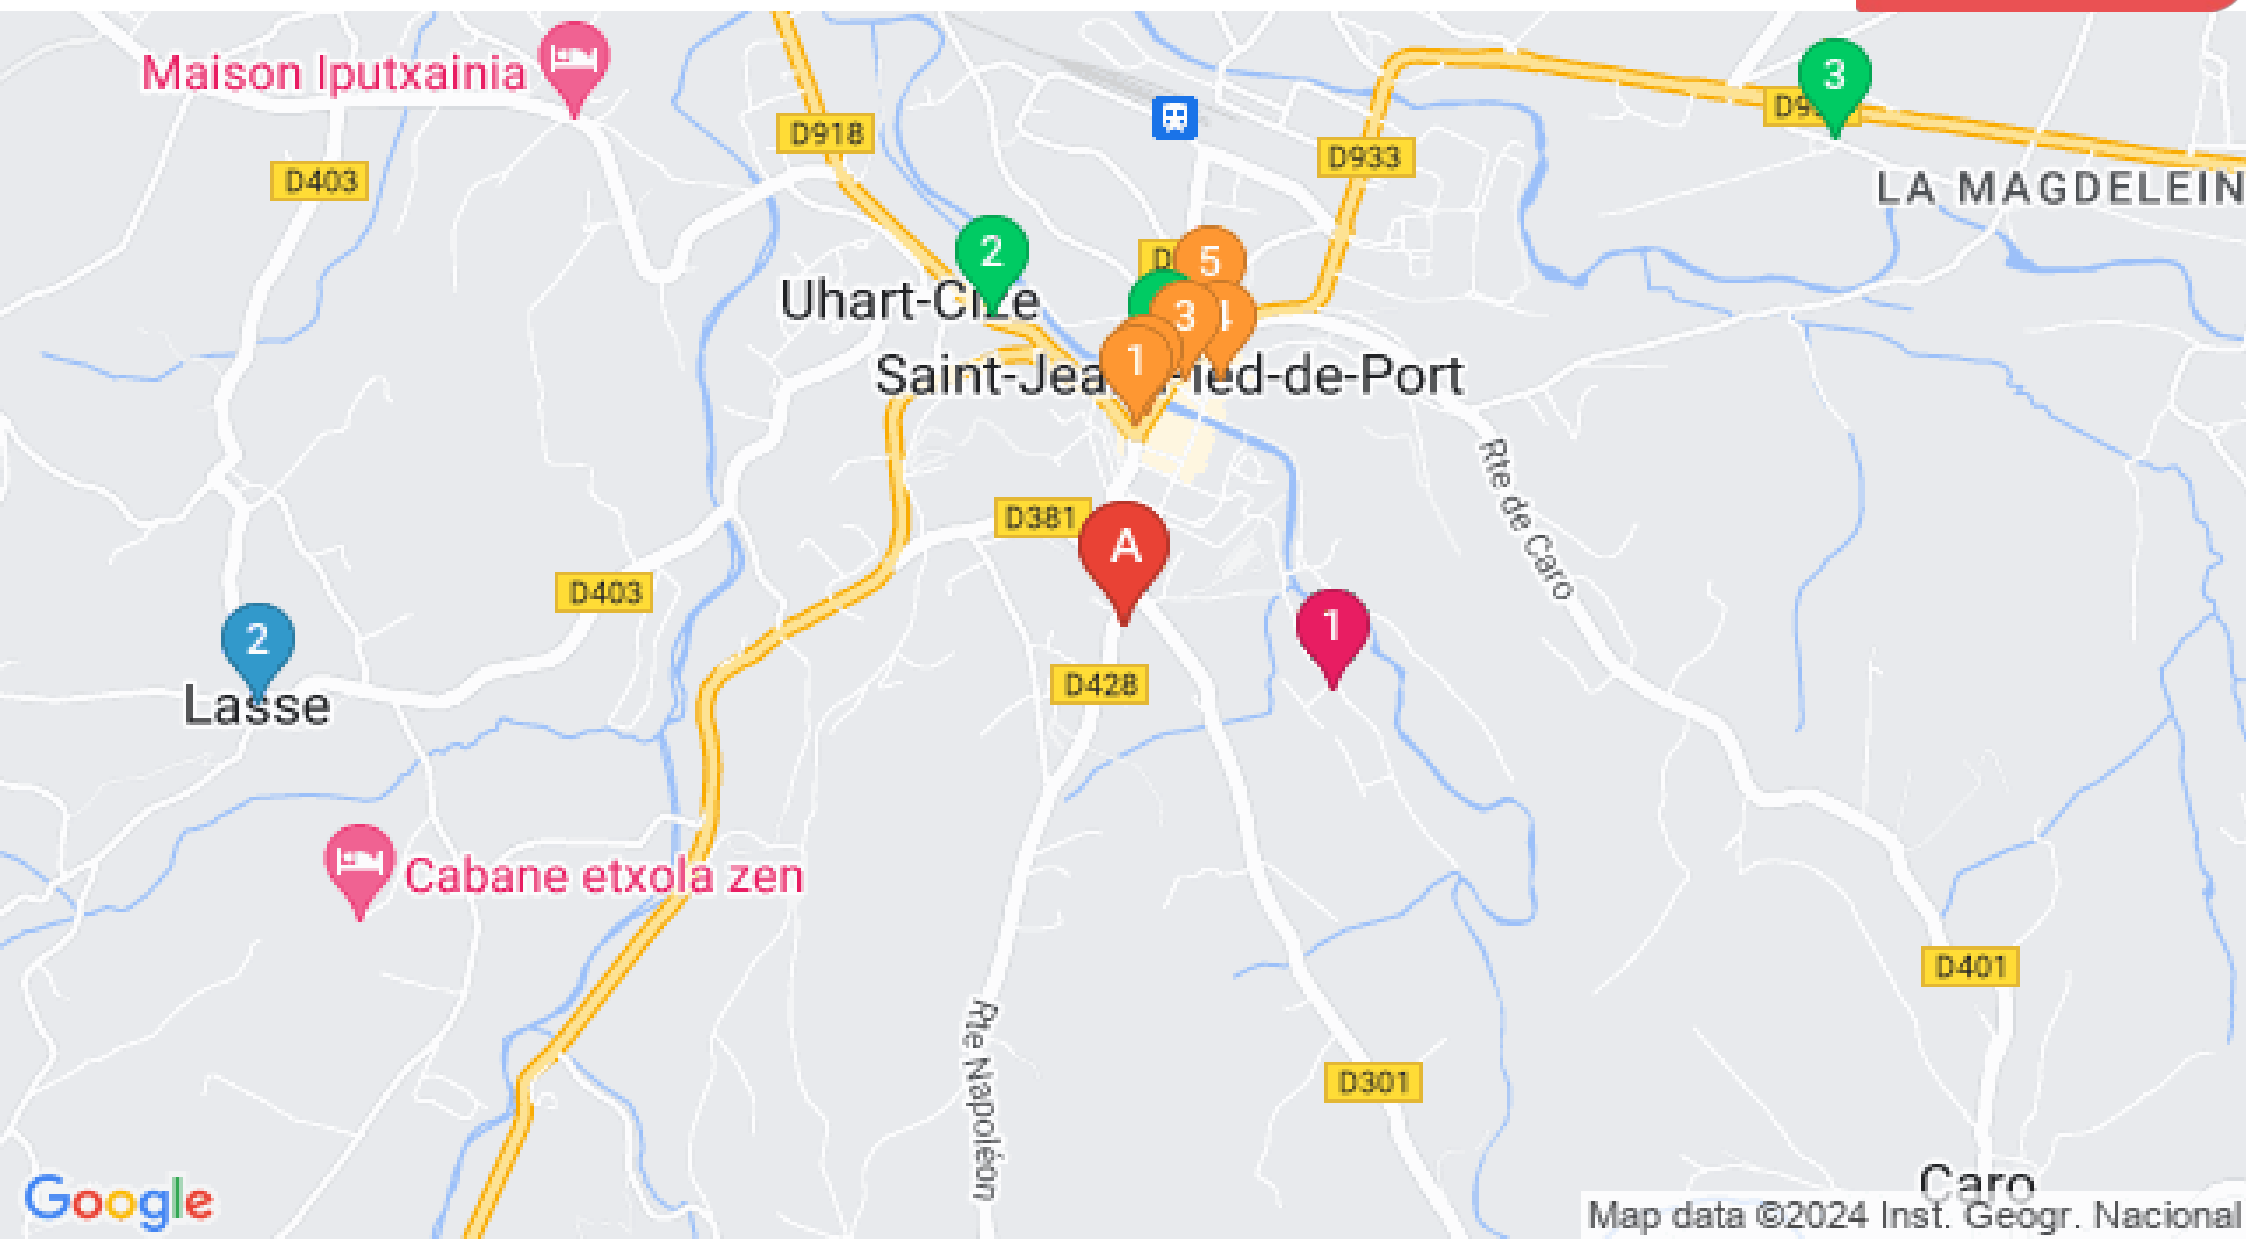 Maison Iputxainia
3
D918
D933
D403
LA MAGDELEIN
2
5
Uhart-Cize
3
1
Saint-Jean-Pied-de-Port
Rte de Caro
D381
A
D403
2
1
D428
Lasse
Cabane etxola zen
D401
Rte Napoléon
D301
Caro
Google
Map data ©2024 Inst. Geogr. Nacional